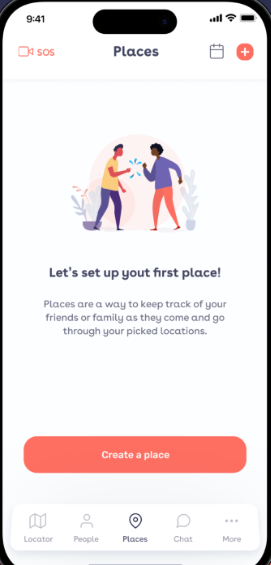 9:41
SOS
Places
Let's set up yout first place!
Places are a way to keep track of your
friends or family as they come and go
through your picked locations.
Create a place
Locator People Places Chat More